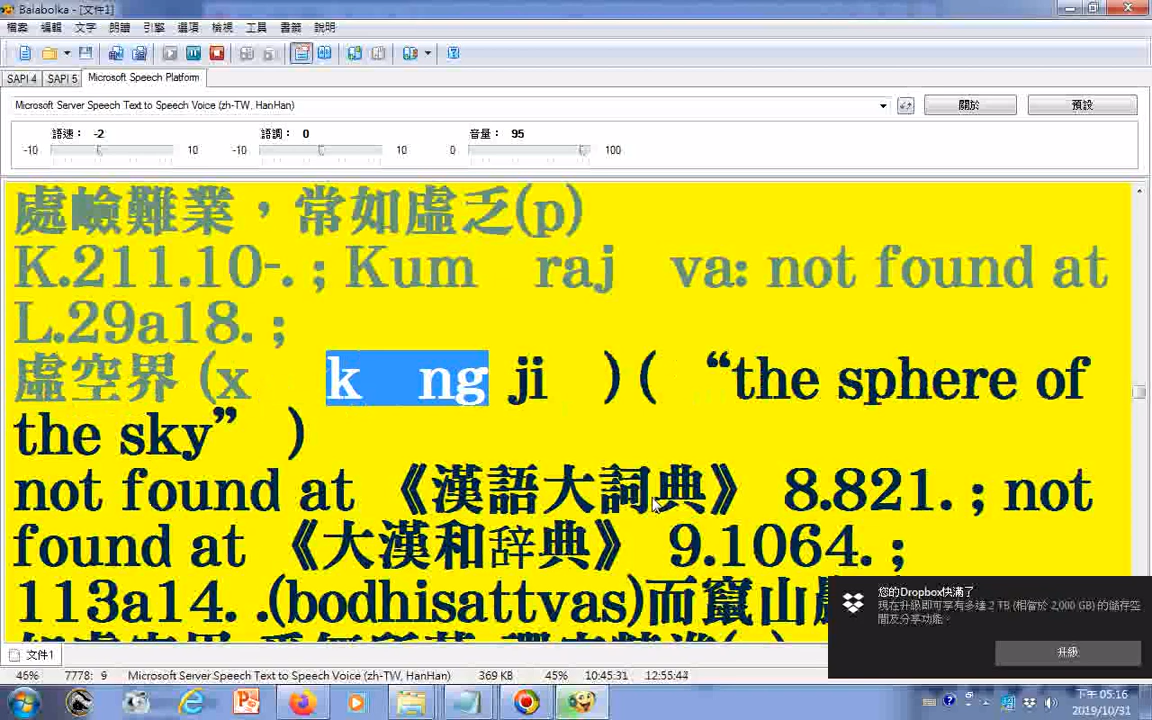 Balabolka - [文件1]
檔案 編輯 文字 朗讀 引擎 選項 檢視 工具 書籤 說明
SAPI 4 SAPI 5 Microsoft Speech Platform
Microsoft Server Speech Text to Speech Voice (zh-TW, HanHan) 關於 預設
語速： -2 語調： 0 音量： 95
-10 10 -10 10 0 100
處嶮難業，常如虛乏(p)
K.211.10-. ; Kum raj va: not found at
L.29a18. ;
虛空界 (x k ng ji )( “the sphere of
the sky” )
not found at 《漢語大詞典》 8.821. ; not
found at 《大漢和辞典》 9.1064. ;
113a14. .(bodhisattvas)而竄山
您的Dropbox快滿了
現在升級即可享有多達 2 TB (相當於 2,000 GB) 的儲存空
間及分享功能。
升級
文件1
45% 7778: 9 Microsoft Server Speech Text to Speech Voice (zh-TW, HanHan) 369 KB 45% 10:45:31 12:55:44
下午 05:16
2019/10/31